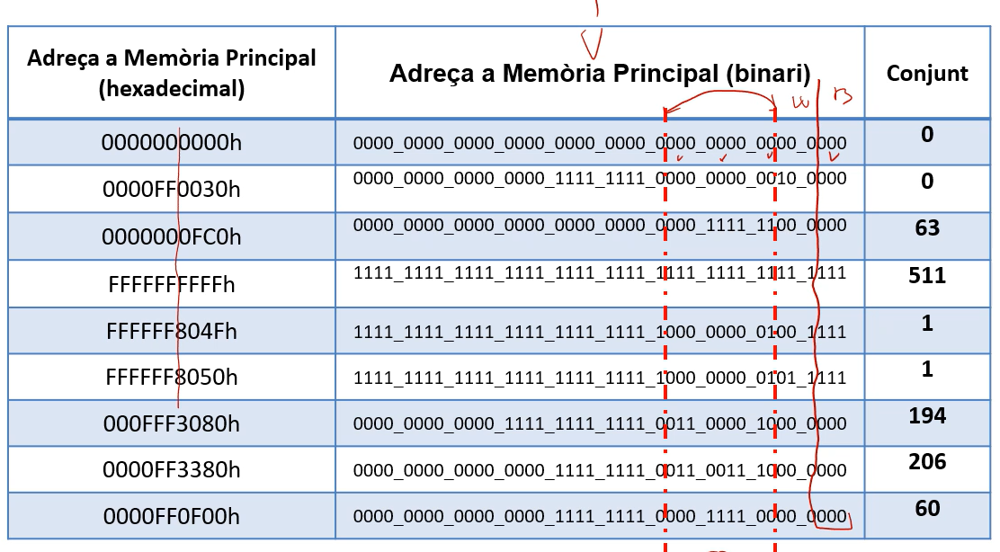 Adreça a Memòria Principal (hexadecimal) Adreça a Memòria Principal (binari) Conjunt
w B
0000000000h 0000_0000_0000_0000_0000_0000_0000_0000_0000_0000 0
0000FF0030h 0000_0000_0000_0000_1111_1111_0000_0000_0010_0000 0
0000000FC0h 0000_0000_0000_0000_0000_0000_0000_1111_1100_0000 63
FFFFFFFFFFh 1111_1111_1111_1111_1111_1111_1111_1111_1111_1111 511
FFFFFF804Fh 1111_1111_1111_1111_1111_1111_1000_0000_0100_1111 1
FFFFFF8050h 1111_1111_1111_1111_1111_1111_1000_0000_0101_1111 1
000FFF3080h 0000_0000_0000_1111_1111_1111_0011_0000_1000_0000 194
0000FF3380h 0000_0000_0000_0000_1111_1111_0011_0011_1000_0000 206
0000FF0F00h 0000_0000_0000_0000_1111_1111_0000_1111_0000_0000 60